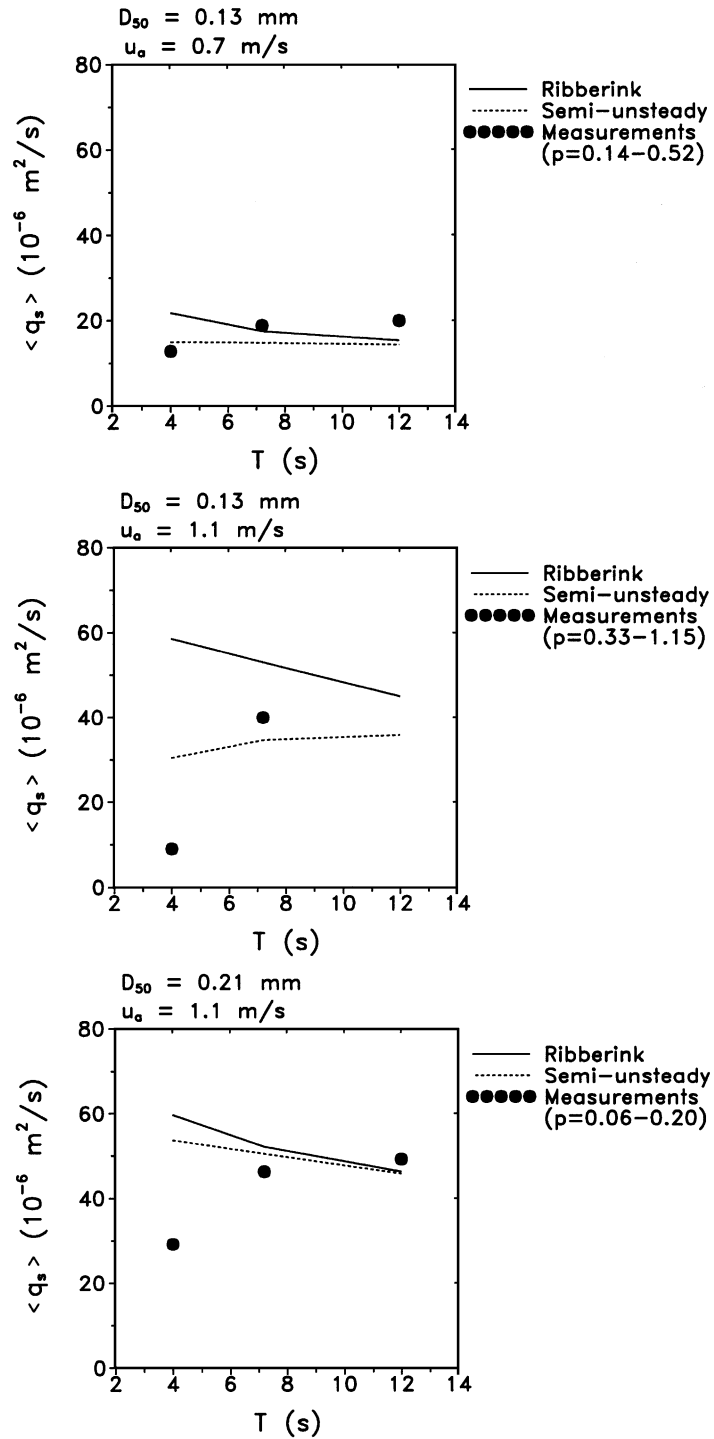 D50 = 0.13 mm
ua = 0.7 m/s
80
60
40
20
0
2 4 6 8 10 12 14
T (s)
<qs> (10^-6 m^2/s)
Ribberink
Semi-unsteady
Measurements
(p=0.14-0.52)
D50 = 0.13 mm
ua = 1.1 m/s
80
60
40
20
0
2 4 6 8 10 12 14
T (s)
<qs> (10^-6 m^2/s)
Ribberink
Semi-unsteady
Measurements
(p=0.33-1.15)
D50 = 0.21 mm
ua = 1.1 m/s
80
60
40
20
0
2 4 6 8 10 12 14
T (s)
<qs> (10^-6 m^2/s)
Ribberink
Semi-unsteady
Measurements
(p=0.06-0.20)